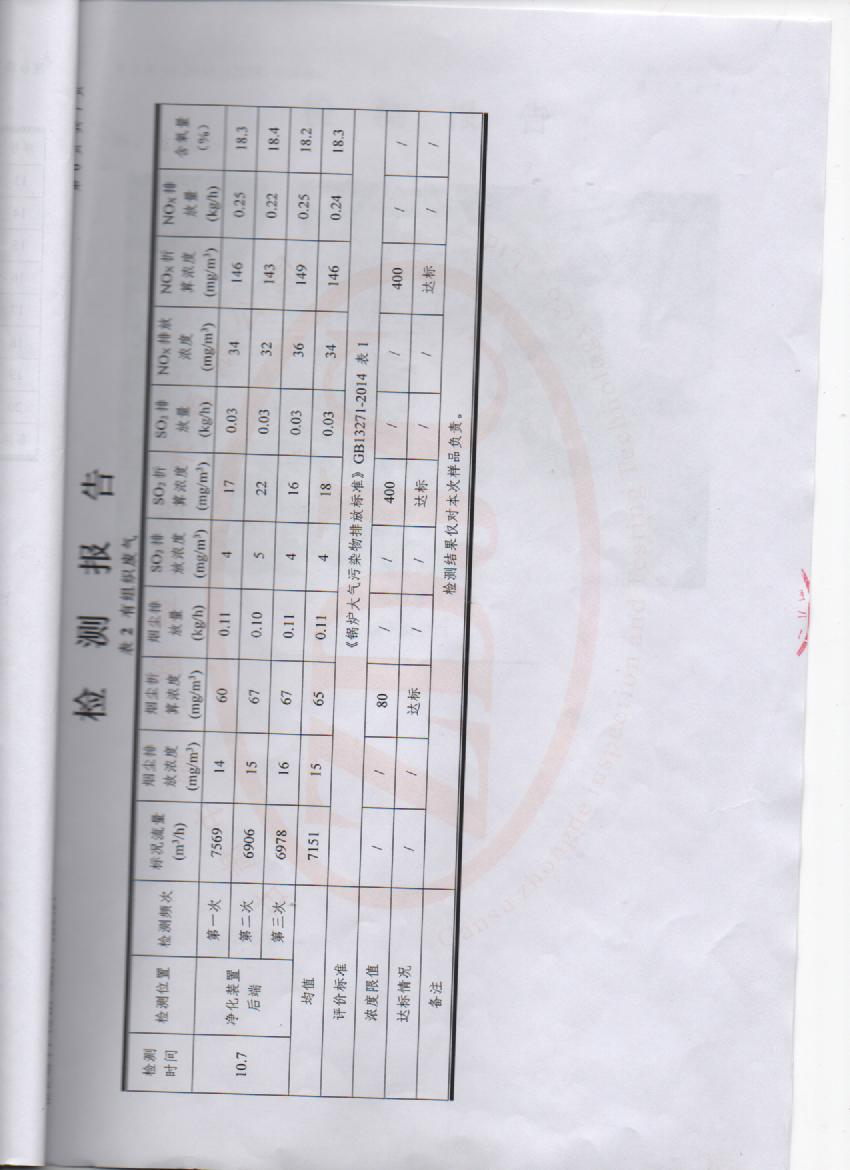 检 测 报 告
表 2 有组织废气
检测时间 检测位置 检测频次 标况流量(m³/h) 烟尘排放浓度(mg/m³) 烟尘折算浓度(mg/m³) 烟尘排放量(kg/h) SO₂排放浓度(mg/m³) SO₂折算浓度(mg/m³) SO₂排放量(kg/h) NOx排放浓度(mg/m³) NOx折算浓度(mg/m³) NOx排放量(kg/h) 含氧量(%)
10.7 净化装置后端 第一次 7569 14 60 0.11 4 17 0.03 34 146 0.25 18.3
第二次 6906 15 67 0.10 5 22 0.03 32 143 0.22 18.4
第三次 6978 16 67 0.11 4 16 0.03 36 149 0.25 18.2
均值 7151 15 65 0.11 4 18 0.03 34 146 0.24 18.3
评价标准 《锅炉大气污染物排放标准》GB13271-2014 表 1
浓度限值 / / 80 / / 400 / / 400 / /
达标情况 / / 达标 / / 达标 / / 达标 / /
备注 检测结果仅对本次样品负责。